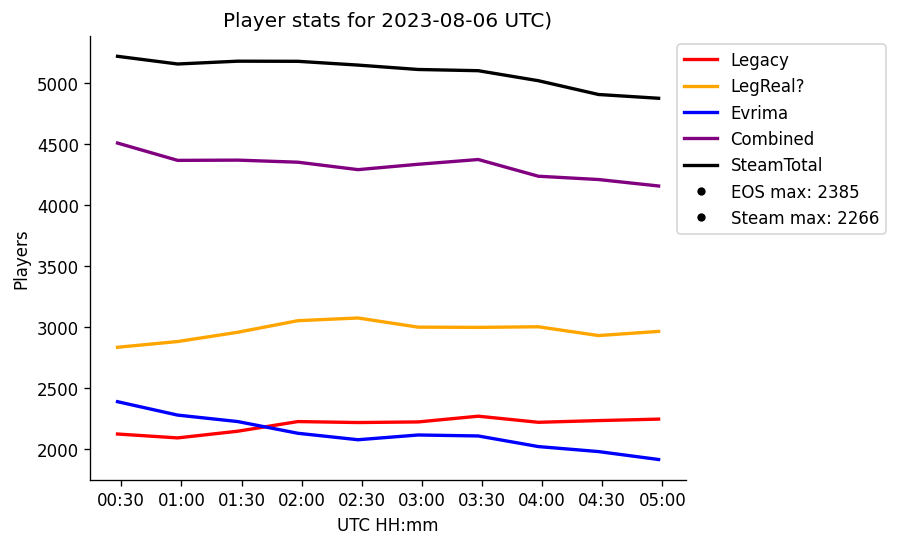 Player stats for 2023-08-06 UTC)
Legacy
LegReal?
Evrima
Combined
SteamTotal
EOS max: 2385
Steam max: 2266
Players
5000
4500
4000
3500
3000
2500
2000
00:30 01:00 01:30 02:00 02:30 03:00 03:30 04:00 04:30 05:00
UTC HH:mm